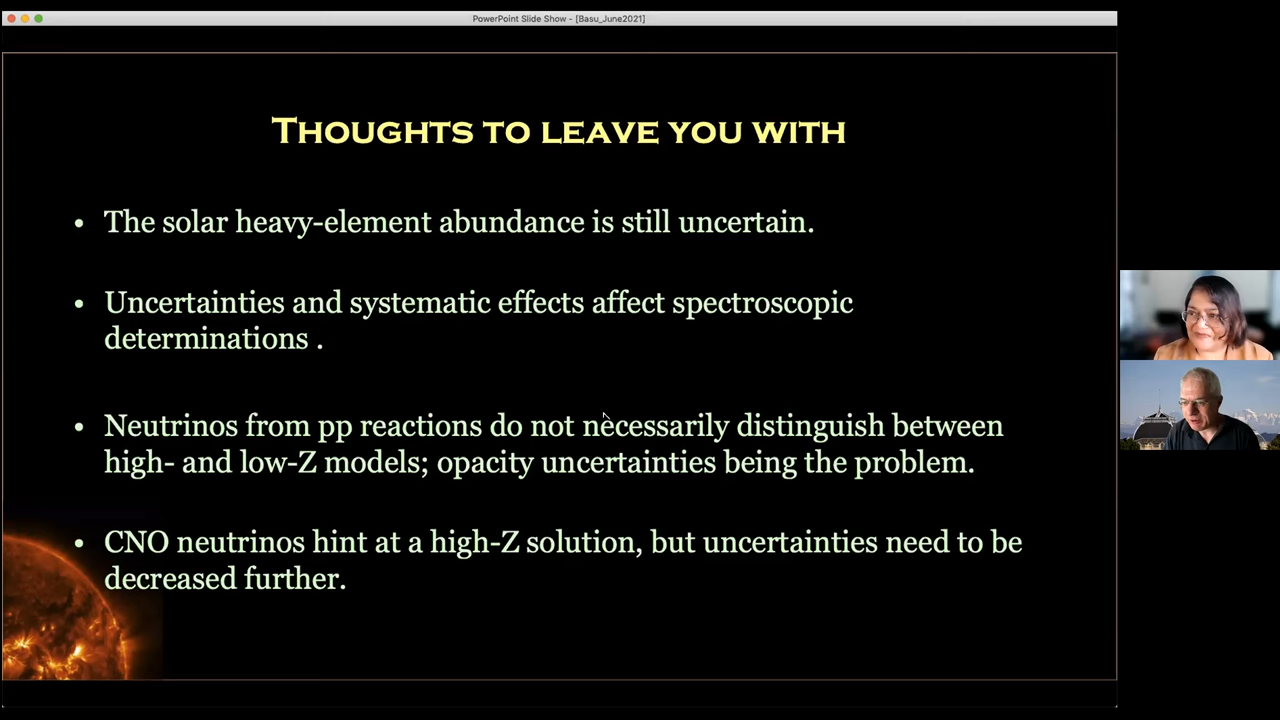 PowerPoint Slide Show - [Basu_June2021]
THOUGHTS TO LEAVE YOU WITH
• The solar heavy-element abundance is still uncertain.
• Uncertainties and systematic effects affect spectroscopic
determinations .
• Neutrinos from pp reactions do not necessarily distinguish between
high- and low-Z models; opacity uncertainties being the problem.
• CNO neutrinos hint at a high-Z solution, but uncertainties need to be
decreased further.